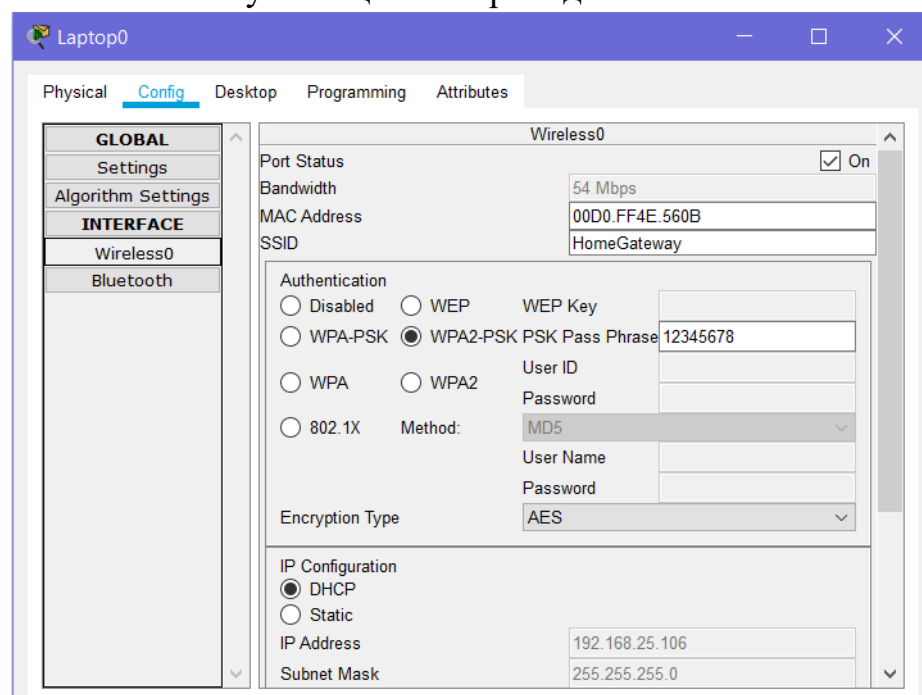 Laptop0
Physical Config Desktop Programming Attributes
GLOBAL
Settings
Algorithm Settings
INTERFACE
Wireless0
Bluetooth
Wireless0
Port Status On
Bandwidth 54 Mbps
MAC Address 00D0.FF4E.560B
SSID HomeGateway
Authentication
Disabled WEP WEP Key
WPA-PSK WPA2-PSK PSK Pass Phrase 12345678
WPA WPA2 User ID
Password
802.1X Method: MD5
User Name
Password
Encryption Type AES
IP Configuration
DHCP
Static
IP Address 192.168.25.106
Subnet Mask 255.255.255.0